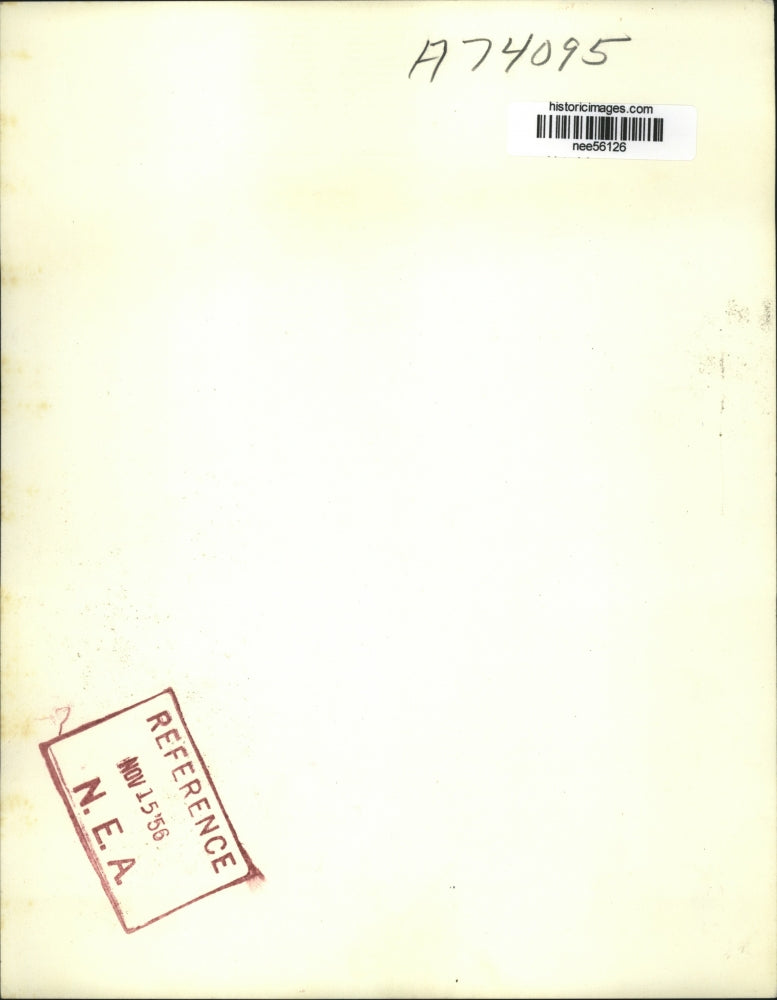 A74095
historicimages.com
nee56126
REFERENCE
NOV 15 '56
N. E. A.